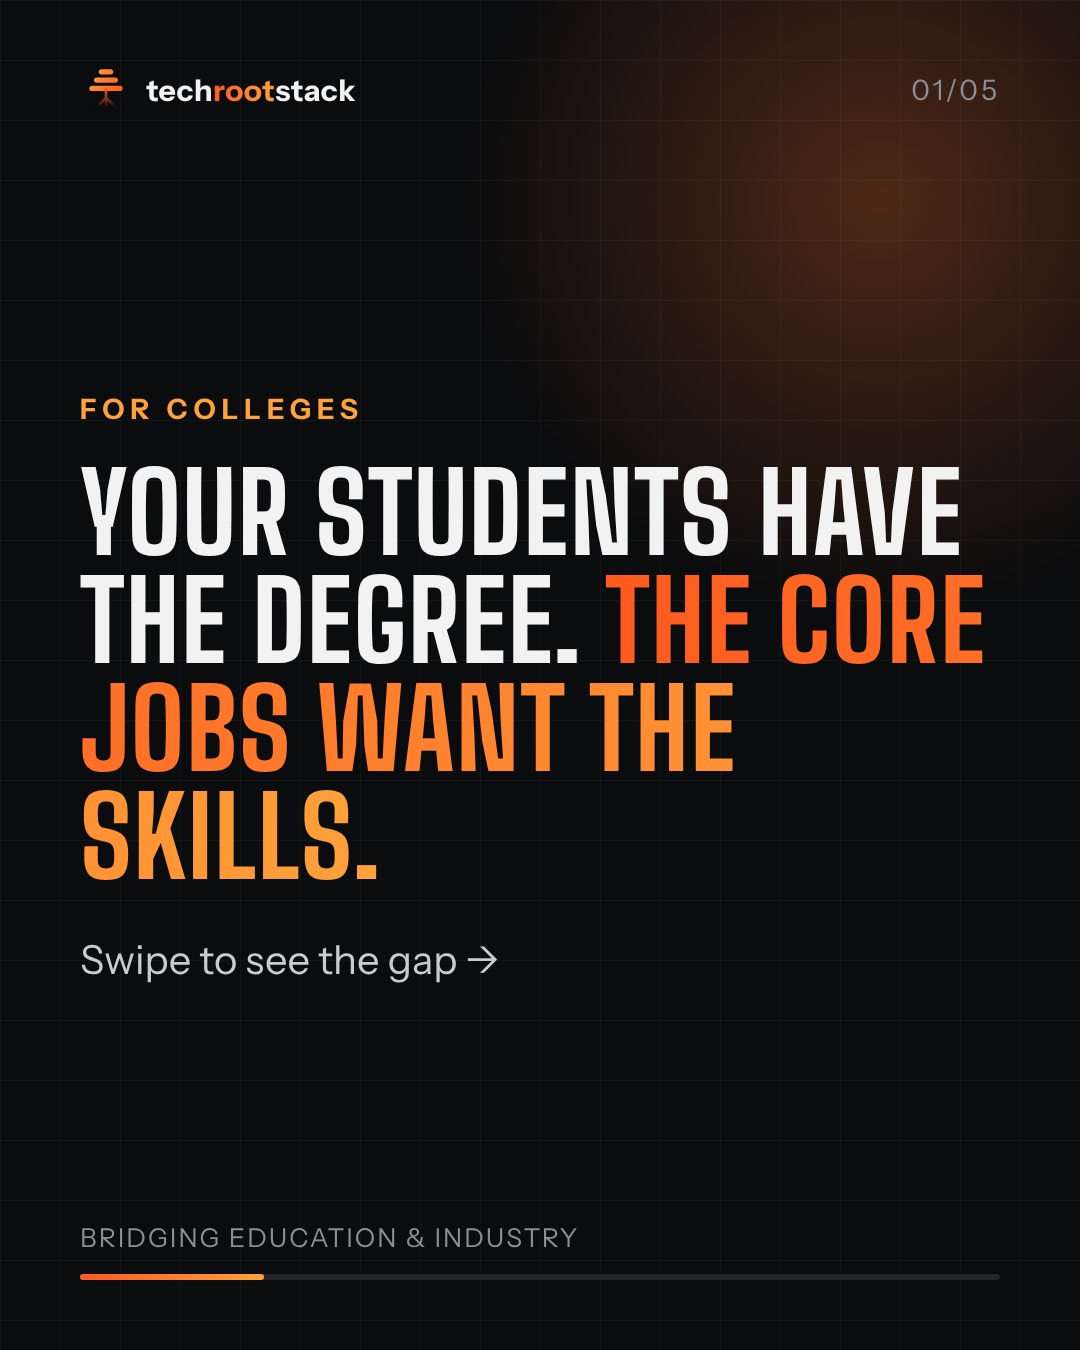 techrootstack
01/05
FOR COLLEGES
YOUR STUDENTS HAVE
THE DEGREE. THE CORE
JOBS WANT THE
SKILLS.
Swipe to see the gap →
BRIDGING EDUCATION & INDUSTRY